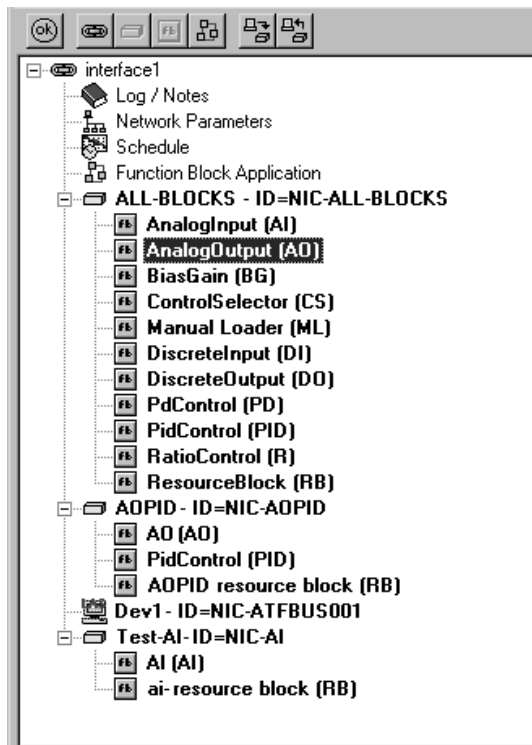 ok
interface1
Log / Notes
Network Parameters
Schedule
Function Block Application
ALL-BLOCKS - ID=NIC-ALL-BLOCKS
fb AnalogInput (AI)
fb AnalogOutput (AO)
fb BiasGain (BG)
fb ControlSelector (CS)
fb Manual Loader (ML)
fb DiscreteInput (DI)
fb DiscreteOutput (DO)
fb PdControl (PD)
fb PidControl (PID)
fb RatioControl (R)
fb ResourceBlock (RB)
AOPID - ID=NIC-AOPID
fb AO (AO)
fb PidControl (PID)
fb AOPID resource block (RB)
Dev1 - ID=NIC-ATFBUS001
Test-AI- ID=NIC-AI
fb AI (AI)
fb ai-resource block (RB)